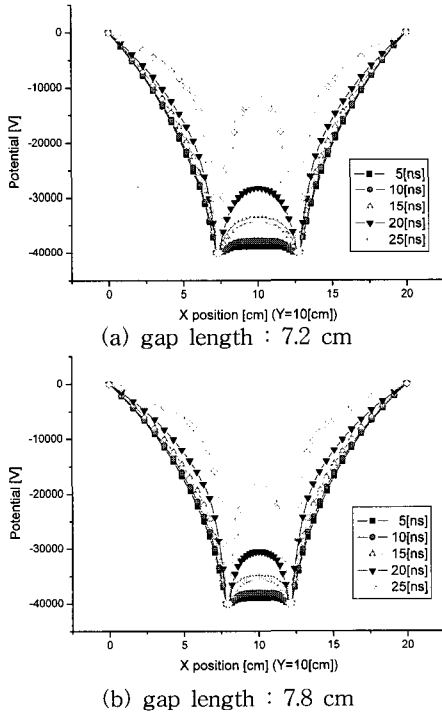 0
-10000
-20000
-30000
-40000
Potential [V]
5[ns]
10[ns]
15[ns]
20[ns]
25[ns]
0 5 10 15 20
X position [cm] (Y=10[cm])
(a) gap length : 7.2 cm
0
-10000
-20000
-30000
-40000
Potential [V]
5[ns]
10[ns]
15[ns]
20[ns]
25[ns]
0 5 10 15 20
X position [cm] (Y=10[cm])
(b) gap length : 7.8 cm